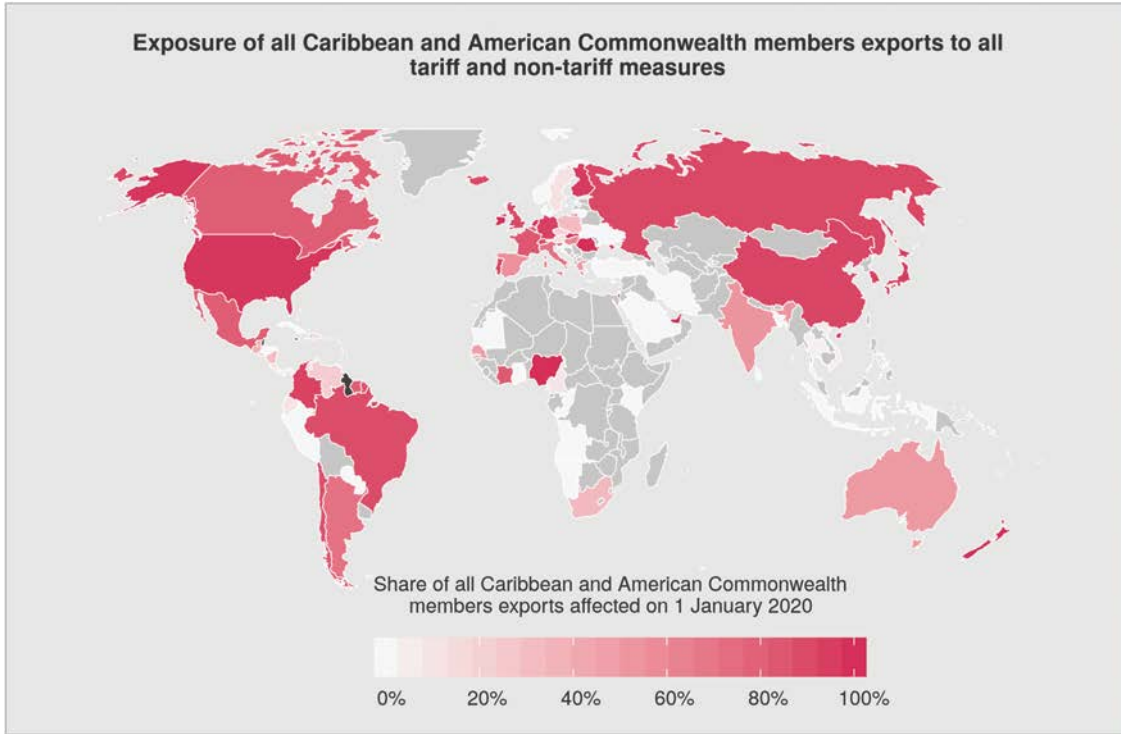 Exposure of all Caribbean and American Commonwealth members exports to all
tariff and non-tariff measures
Share of all Caribbean and American Commonwealth
members exports affected on 1 January 2020
0% 20% 40% 60% 80% 100%